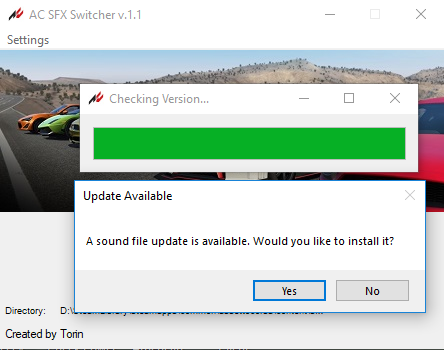 AC SFX Switcher v.1.1
Settings
Checking Version...
Update Available
A sound file update is available. Would you like to install it?
Yes
No
Directory:
Created by Torin